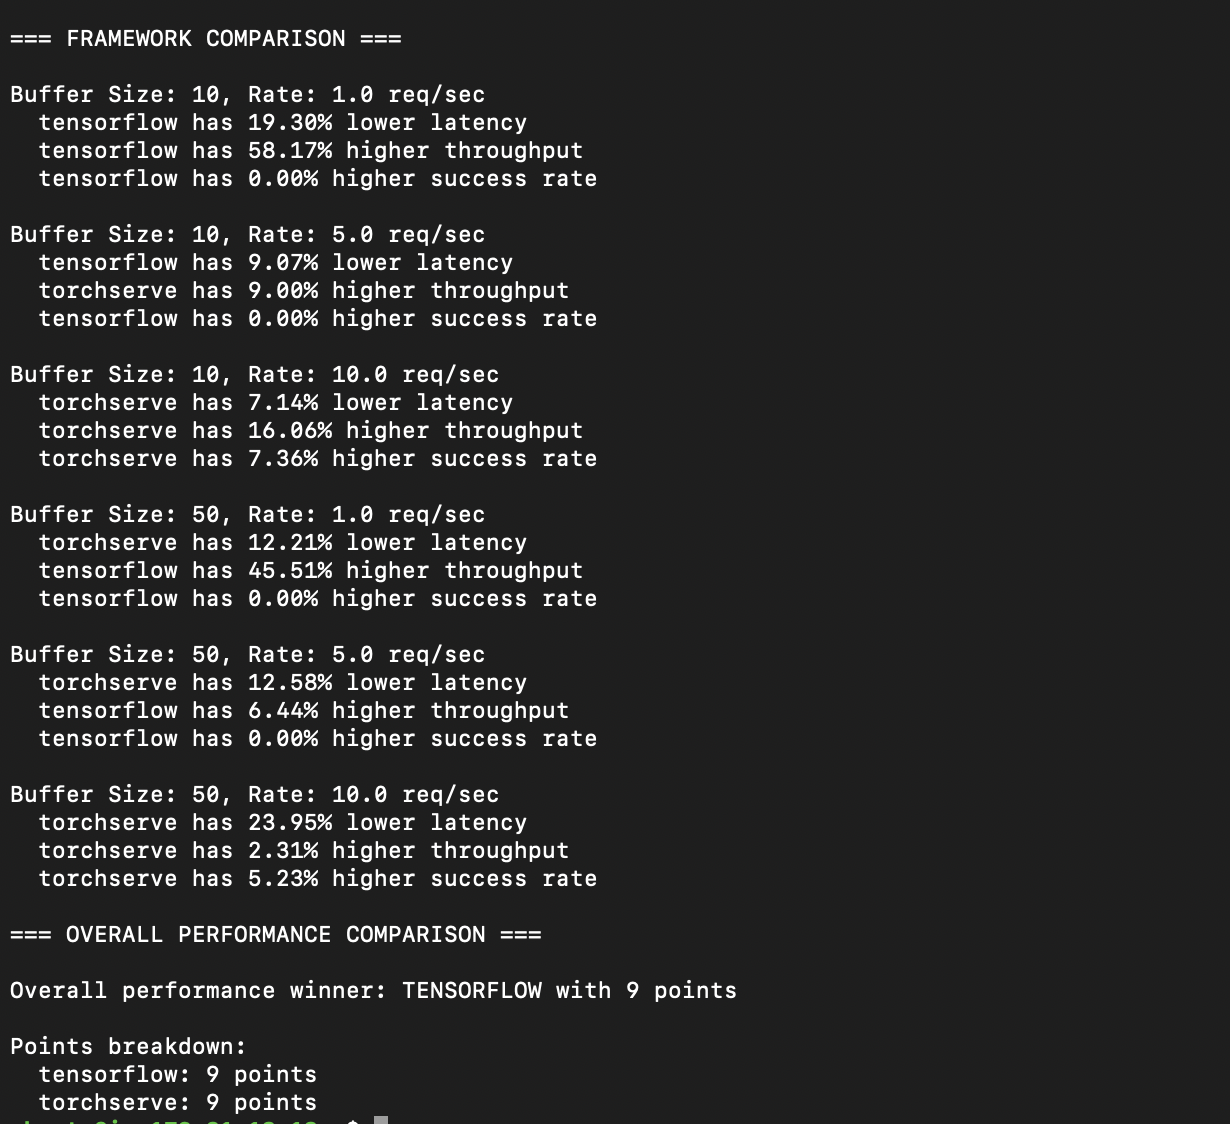 === FRAMEWORK COMPARISON ===
Buffer Size: 10, Rate: 1.0 req/sec
tensorflow has 19.30% lower latency
tensorflow has 58.17% higher throughput
tensorflow has 0.00% higher success rate
Buffer Size: 10, Rate: 5.0 req/sec
tensorflow has 9.07% lower latency
torchserve has 9.00% higher throughput
tensorflow has 0.00% higher success rate
Buffer Size: 10, Rate: 10.0 req/sec
torchserve has 7.14% lower latency
torchserve has 16.06% higher throughput
torchserve has 7.36% higher success rate
Buffer Size: 50, Rate: 1.0 req/sec
torchserve has 12.21% lower latency
tensorflow has 45.51% higher throughput
tensorflow has 0.00% higher success rate
Buffer Size: 50, Rate: 5.0 req/sec
torchserve has 12.58% lower latency
tensorflow has 6.44% higher throughput
tensorflow has 0.00% higher success rate
Buffer Size: 50, Rate: 10.0 req/sec
torchserve has 23.95% lower latency
torchserve has 2.31% higher throughput
torchserve has 5.23% higher success rate
=== OVERALL PERFORMANCE COMPARISON ===
Overall performance winner: TENSORFLOW with 9 points
Points breakdown:
tensorflow: 9 points
torchserve: 9 points